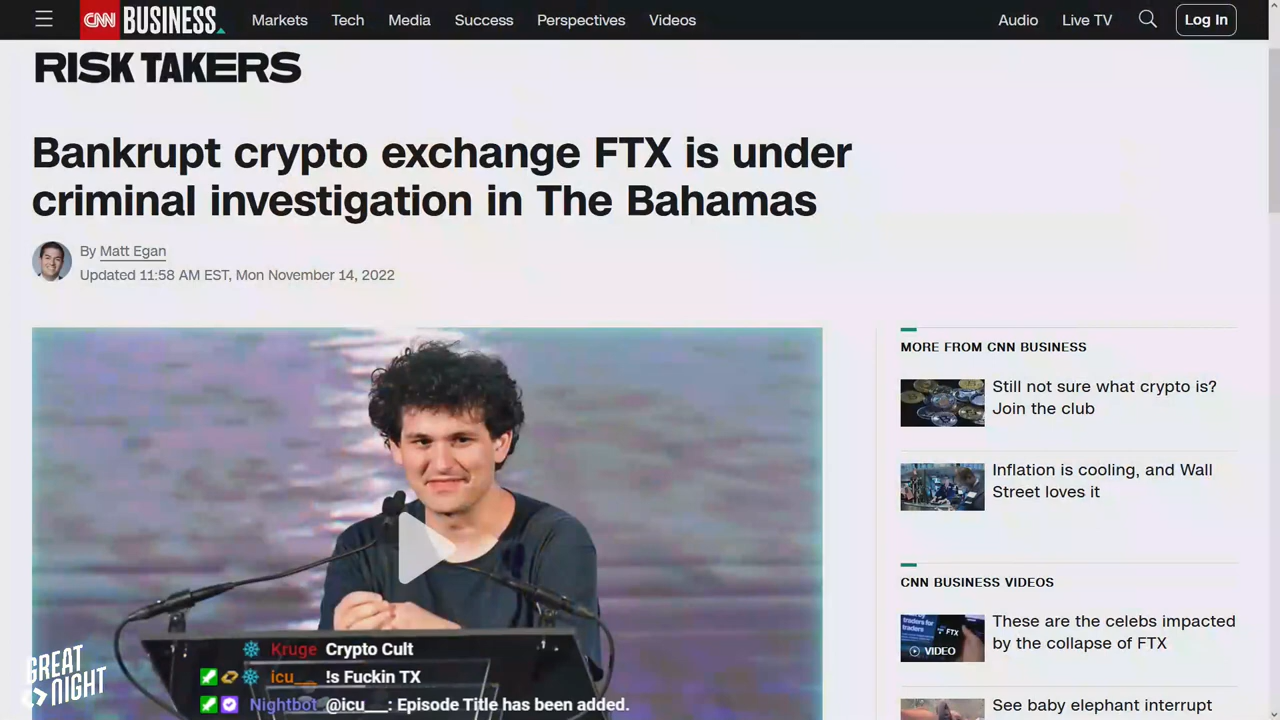 CNN BUSINESS
Markets
Tech
Media
Success
Perspectives
Videos
Audio
Live TV
Log In
RISK TAKERS
Bankrupt crypto exchange FTX is under
criminal investigation in The Bahamas
By Matt Egan
Updated 11:58 AM EST, Mon November 14, 2022
MORE FROM CNN BUSINESS
Still not sure what crypto is?
Join the club
Inflation is cooling, and Wall
Street loves it
CNN BUSINESS VIDEOS
These are the celebs impacted
by the collapse of FTX
traders for
traders
FTX
VIDEO
See baby elephant interrupt
Kruge Crypto Cult
icu__ !s Fuckin TX
Nightbot @icu__: Episode Title has been added.
GREAT
NIGHT